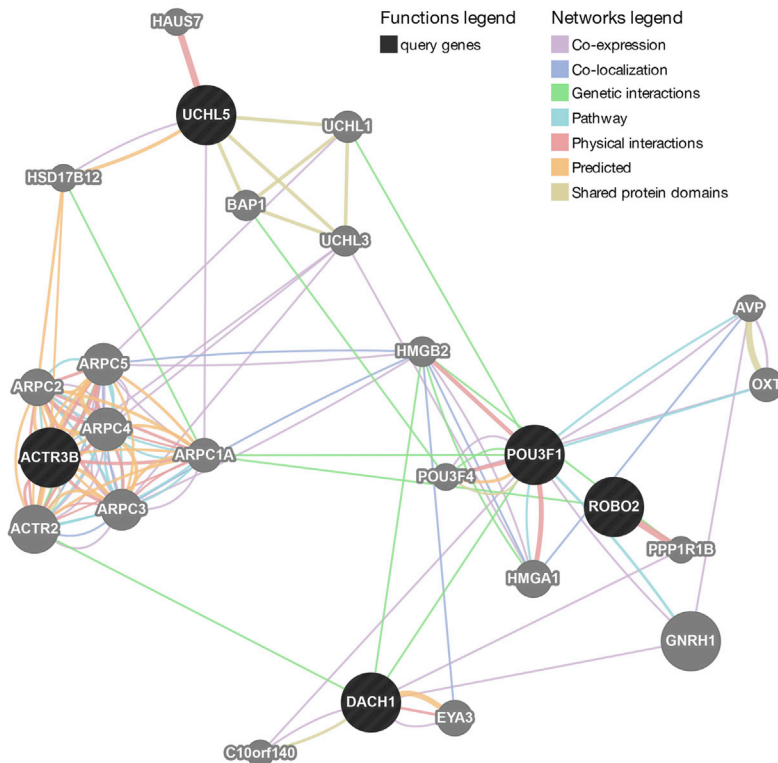 HAUS7
Functions legend
query genes
Networks legend
Co-expression
Co-localization
Genetic interactions
Pathway
Physical interactions
Predicted
Shared protein domains
UCHL5
UCHL1
HSD17B12
BAP1
UCHL3
AVP
OXT
HMGB2
ARPC5
ARPC2
ARPC4
ACTR3B
ARPC1A
POU3F1
POU3F4
ROBO2
ARPC3
ACTR2
PPP1R1B
HMGA1
GNRH1
DACH1
EYA3
C10orf140